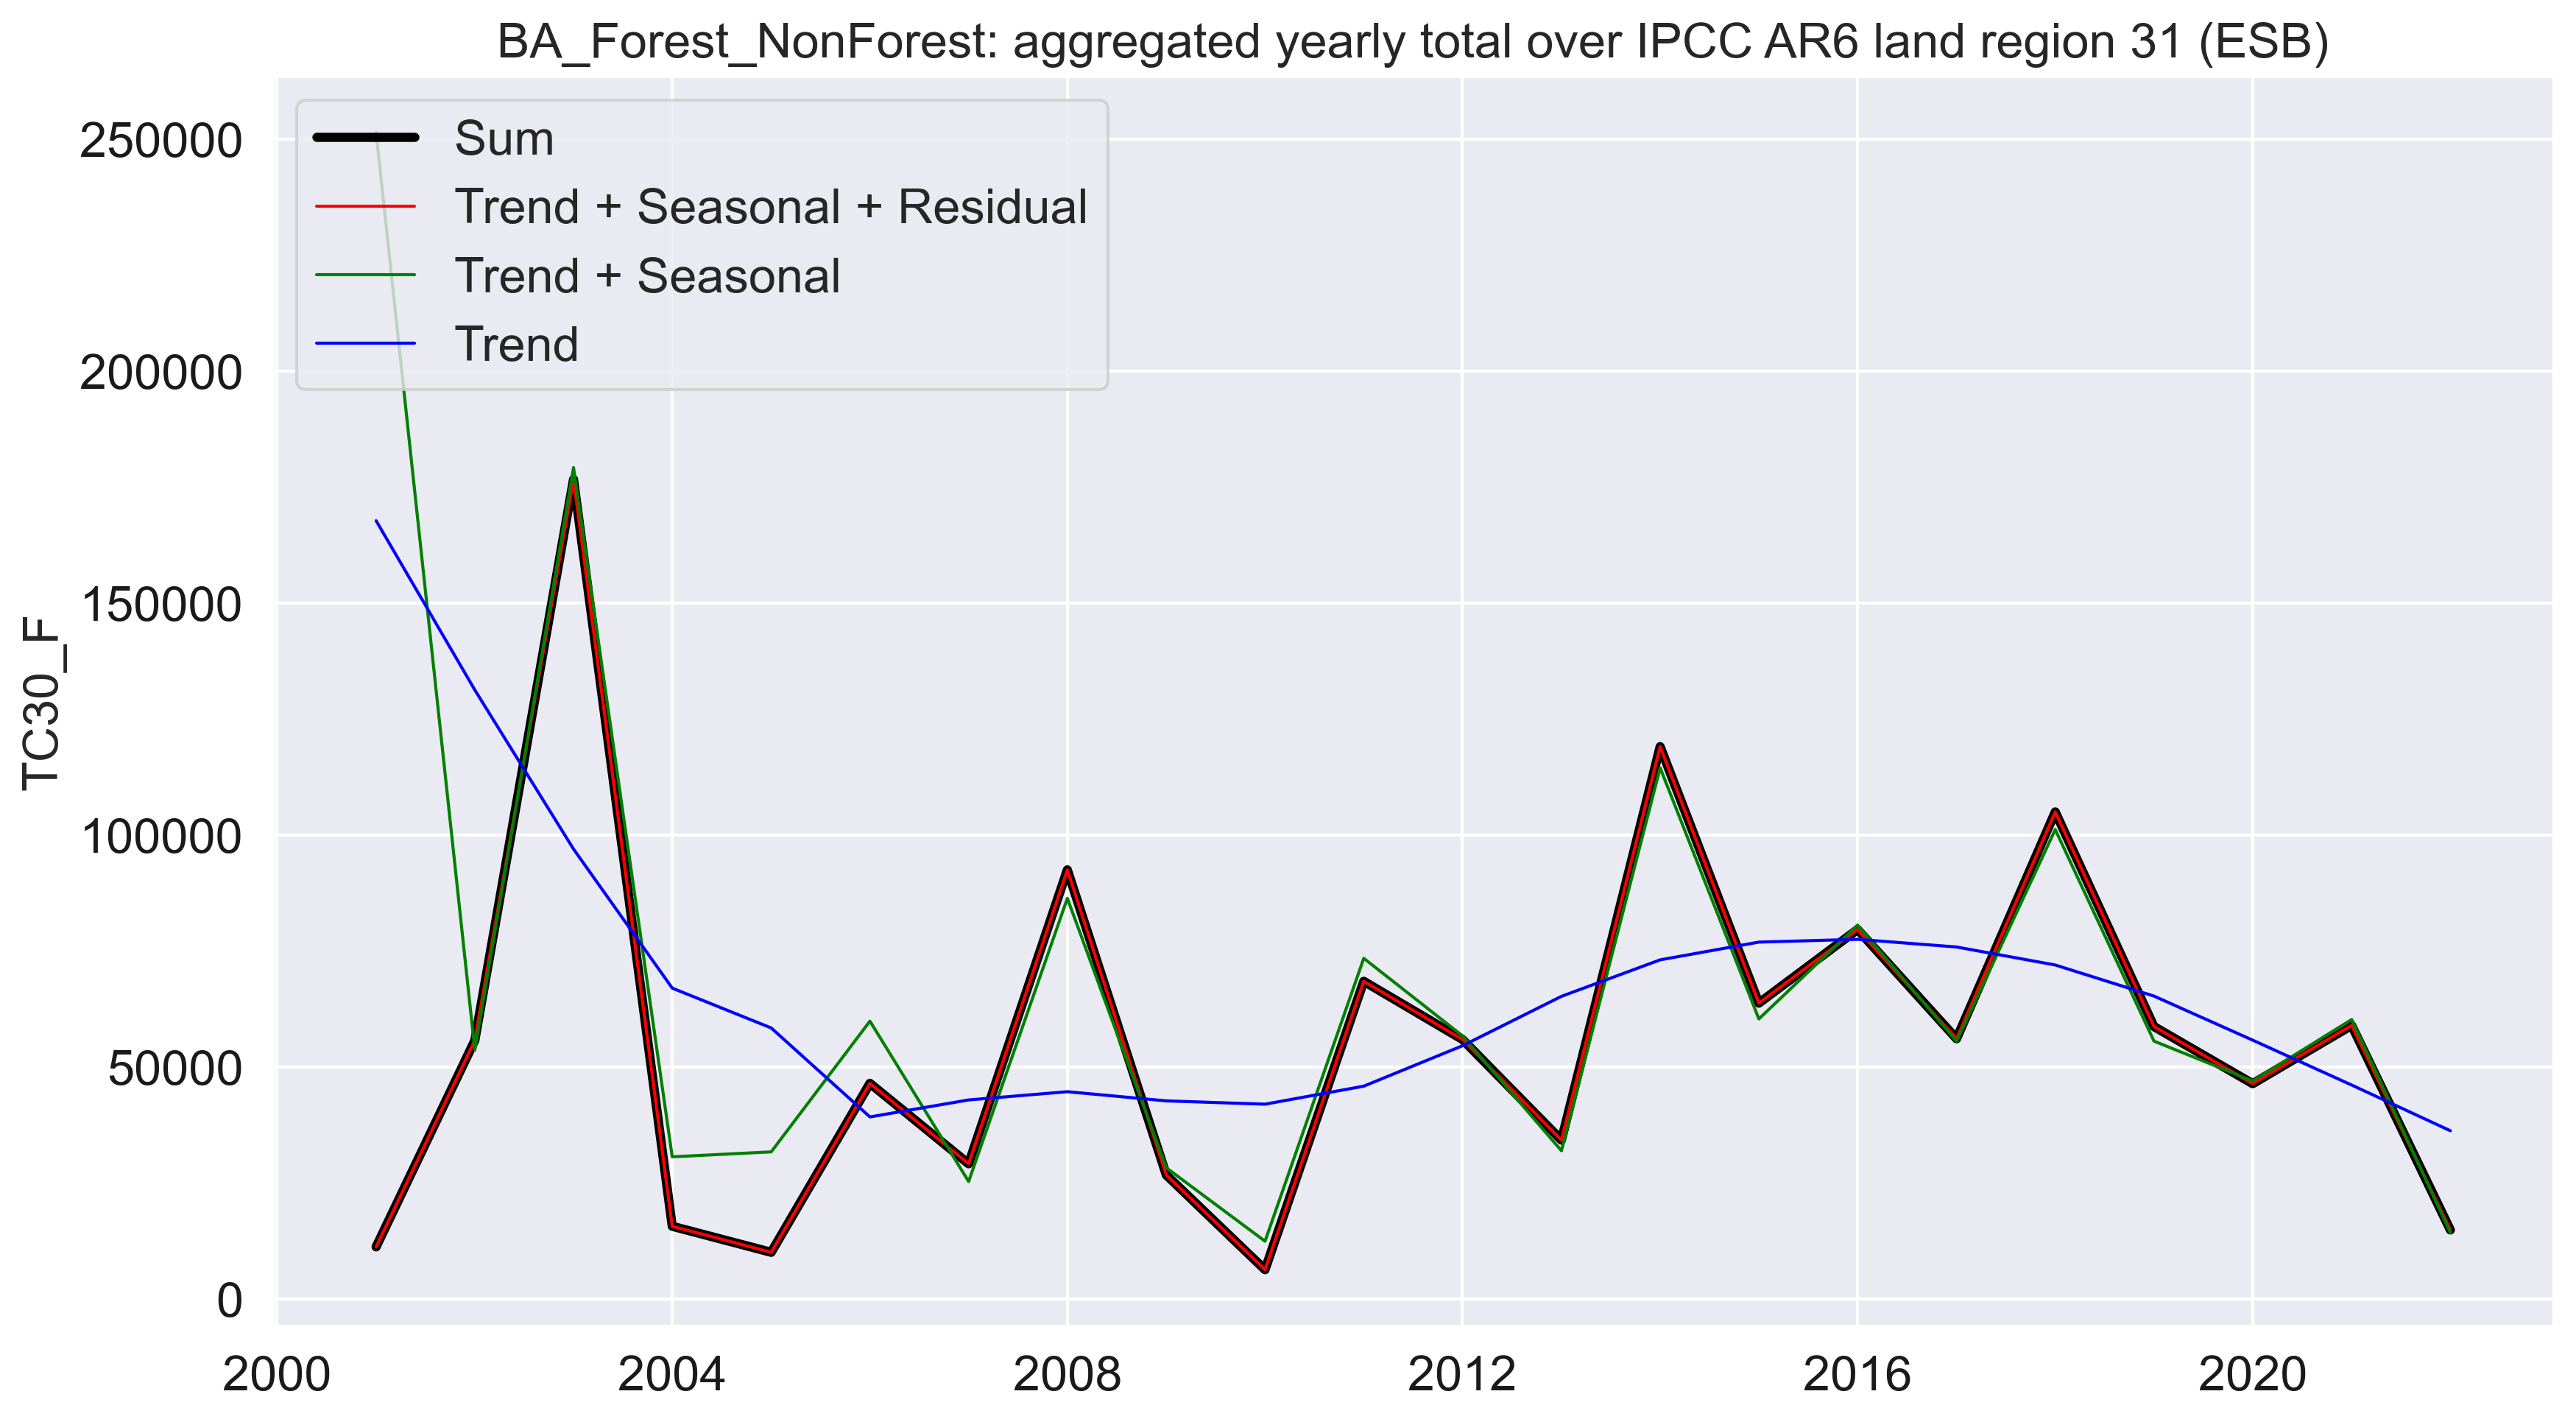 BA_Forest_NonForest: aggregated yearly total over IPCC AR6 land region 31 (ESB)
Sum
Trend + Seasonal + Residual
Trend + Seasonal
Trend
250000
200000
150000
100000
50000
0
TC30_F
2000 2004 2008 2012 2016 2020